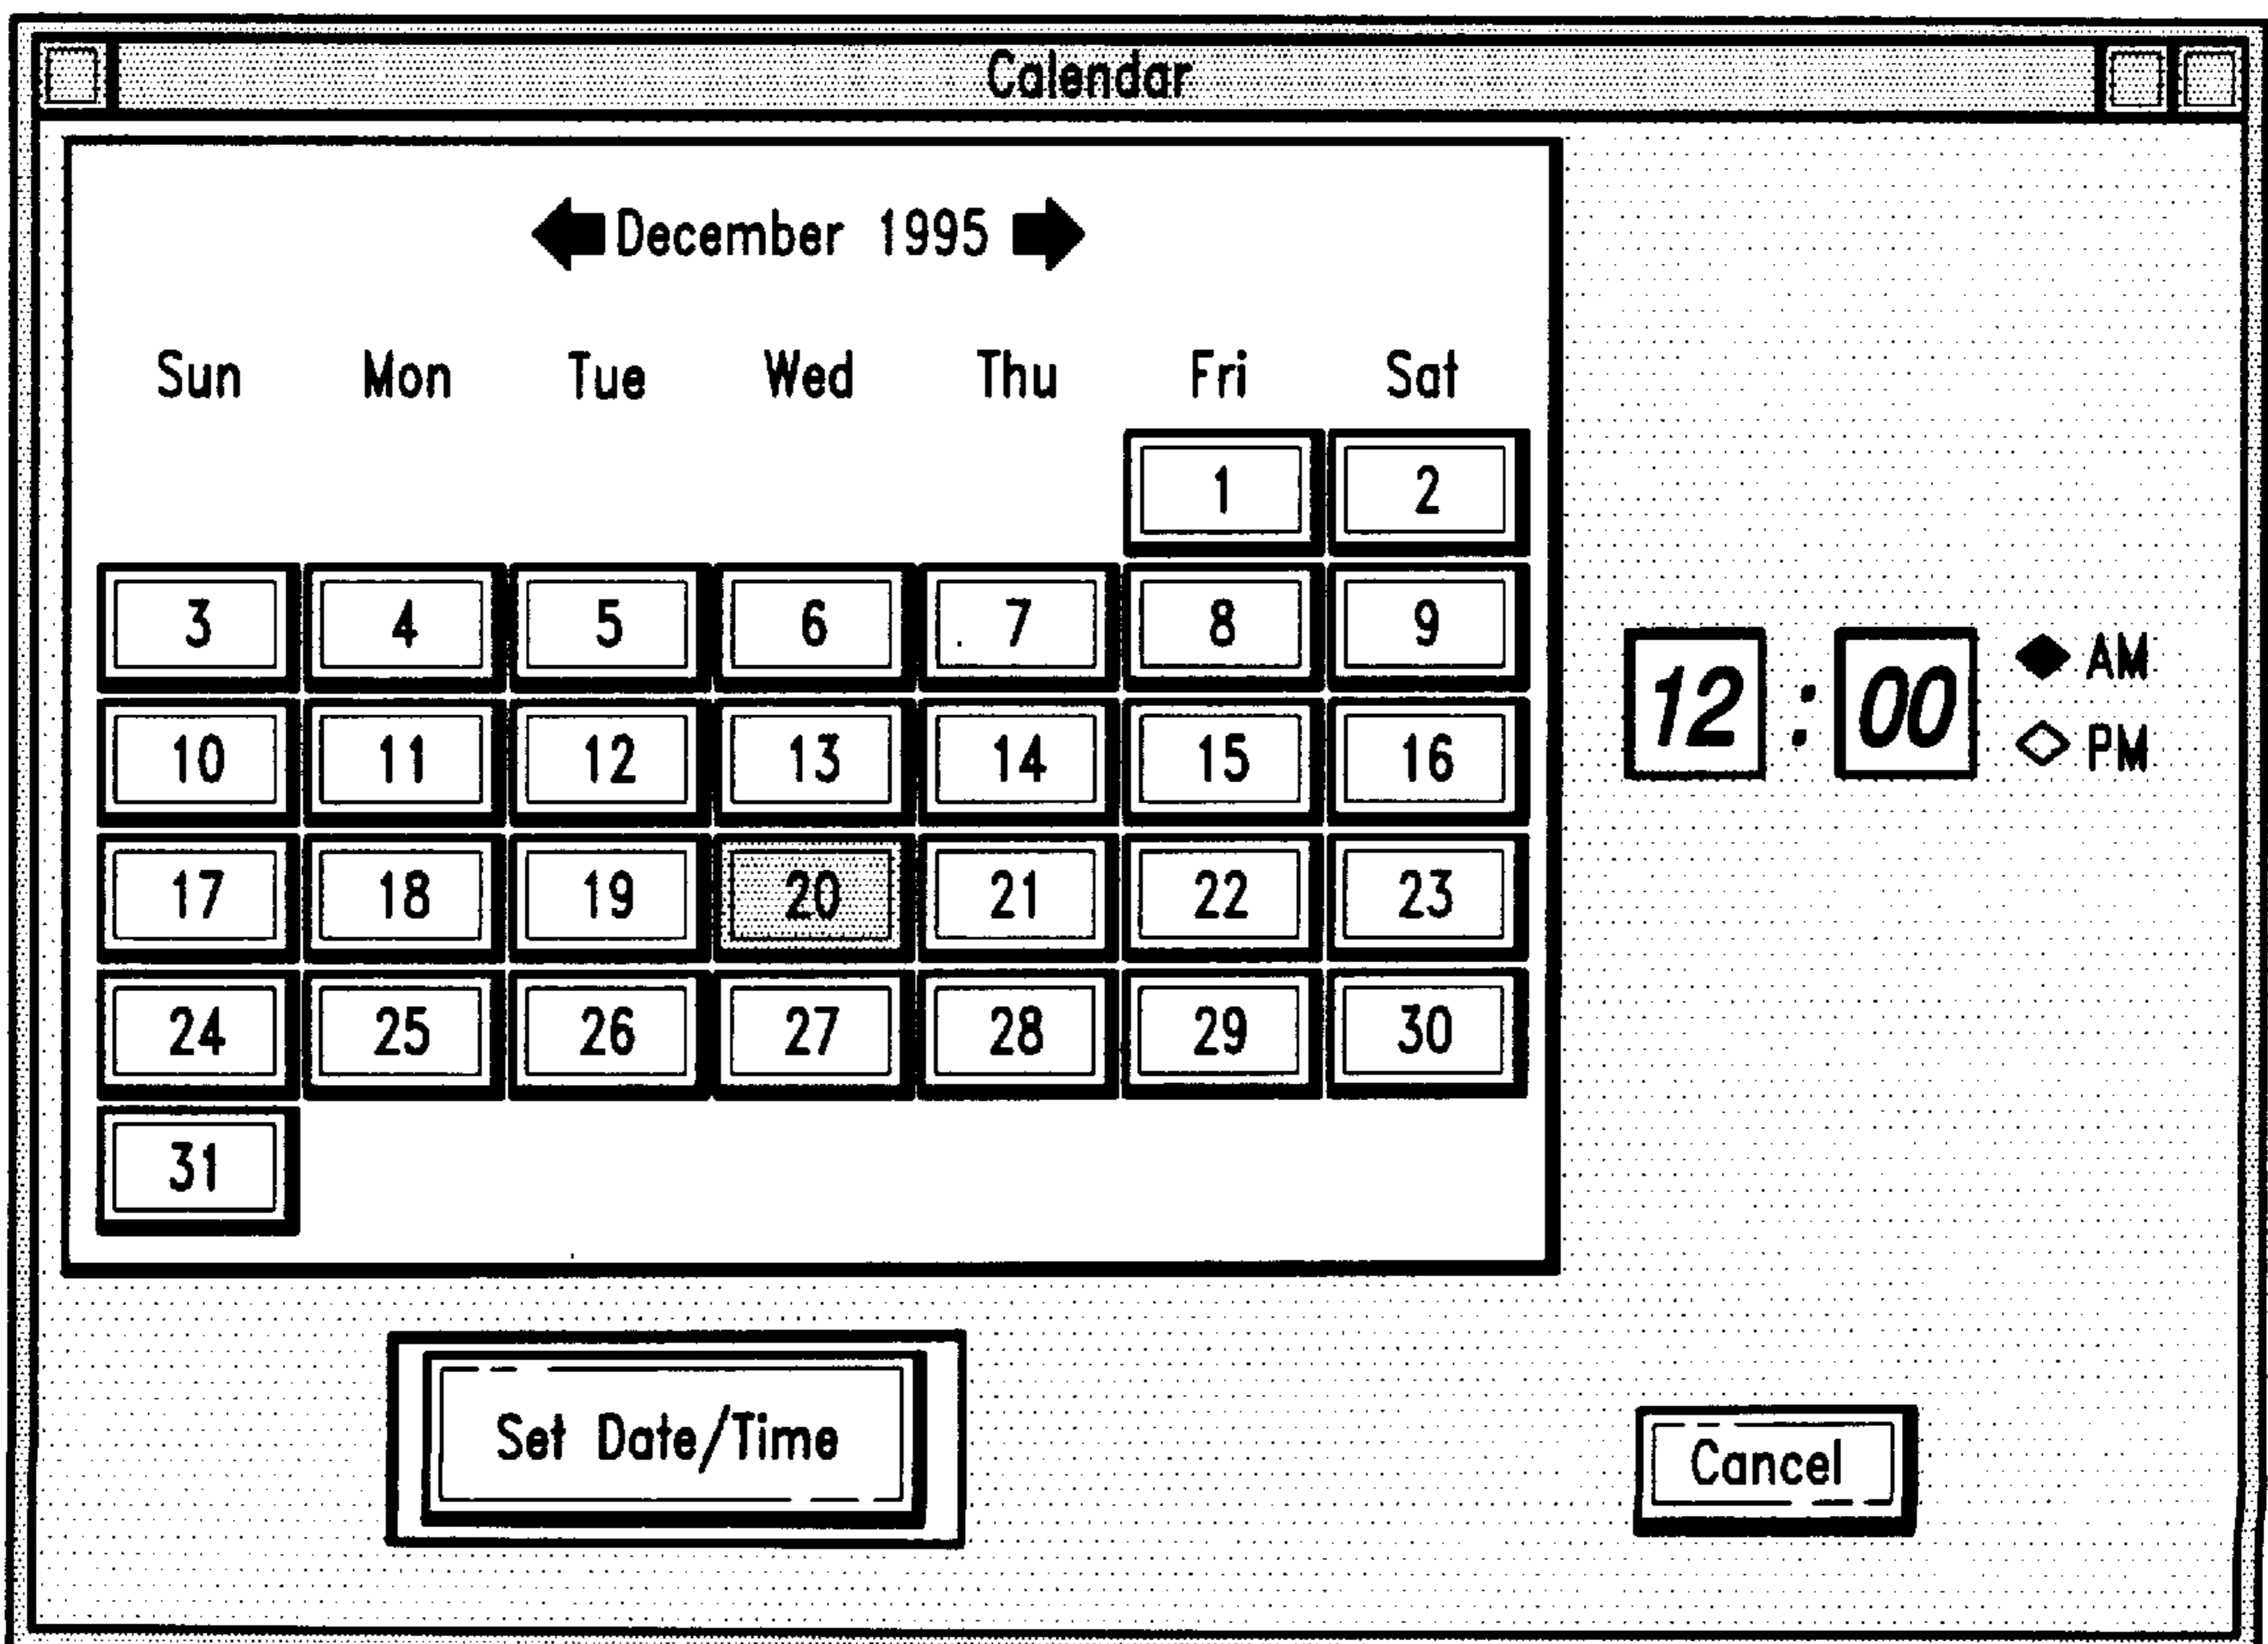 Calendar
December 1995
Sun Mon Tue Wed Thu Fri Sat
1 2
3 4 5 6 7 8 9
10 11 12 13 14 15 16
17 18 19 20 21 22 23
24 25 26 27 28 29 30
31
12 : 00 AM
PM
Set Date/Time
Cancel